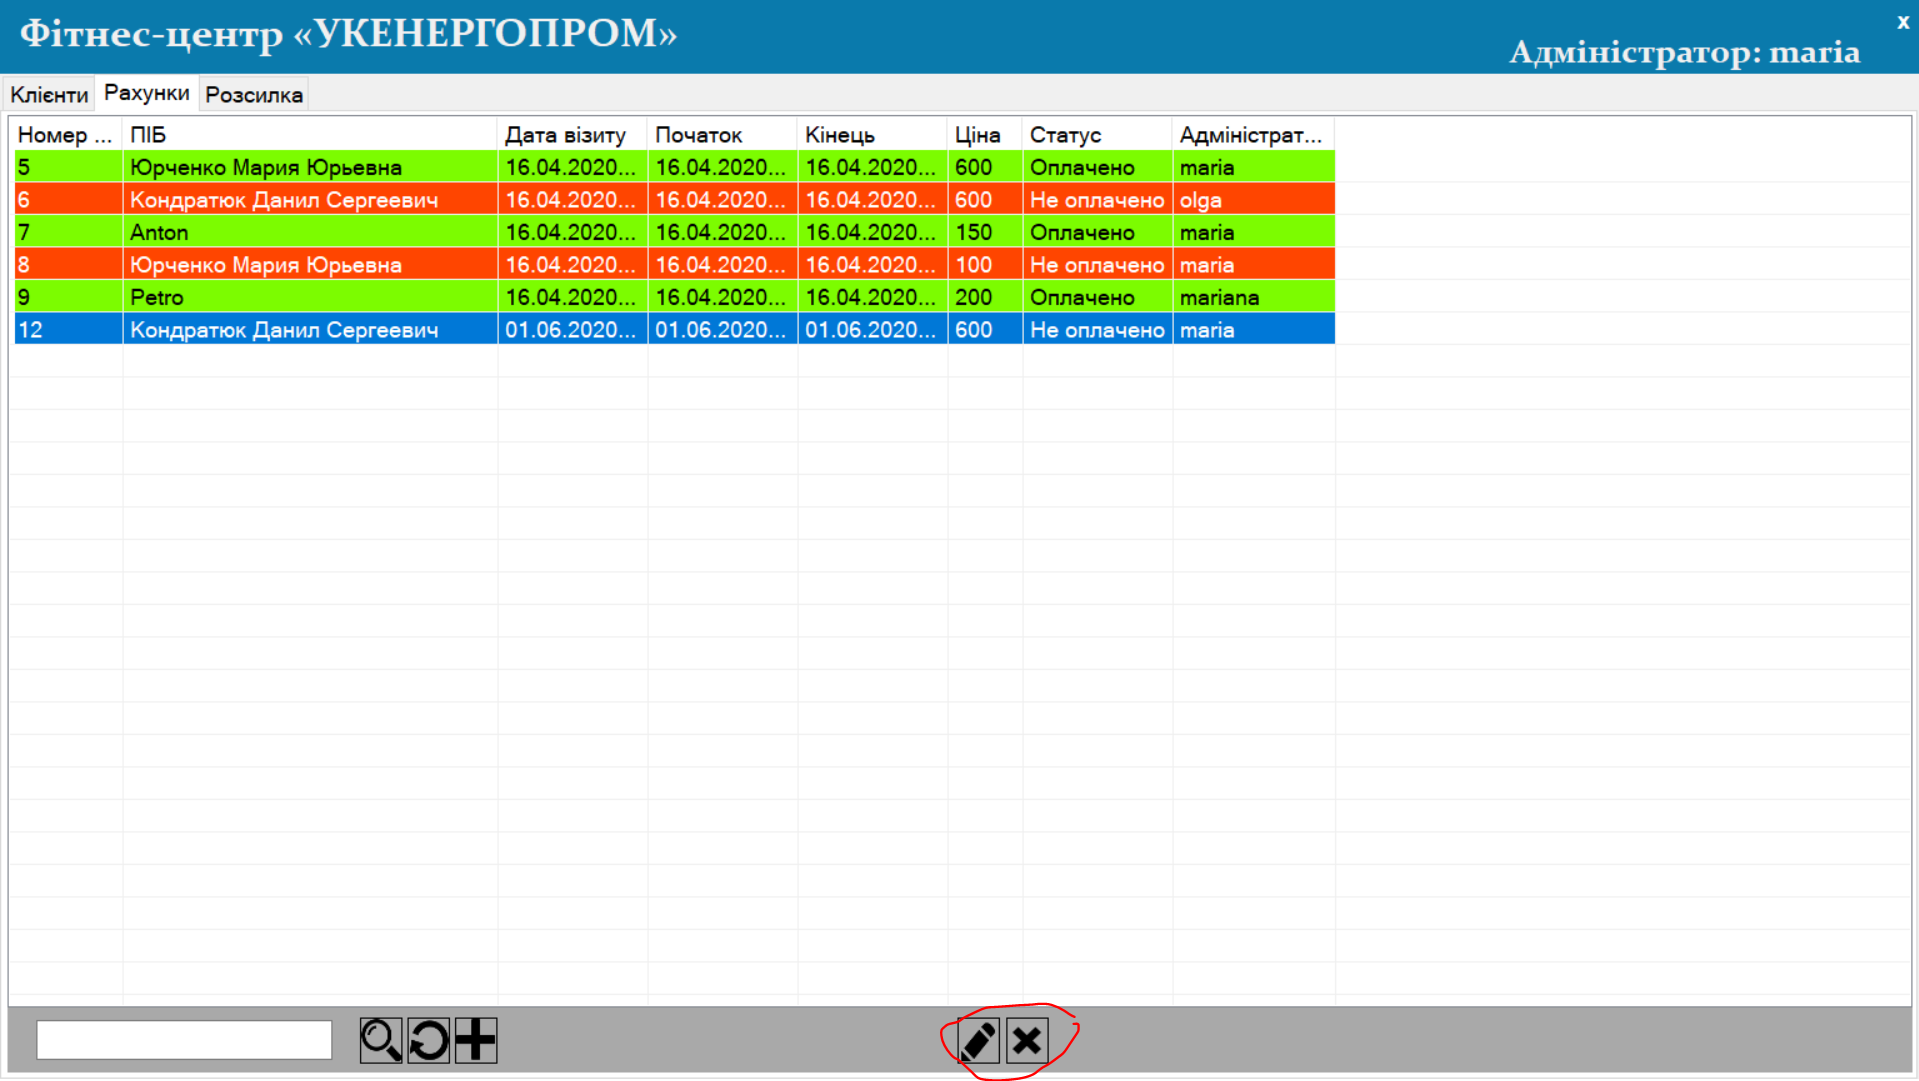 Фітнес-центр «УКЕНЕРГОПРОМ»
x
Адміністратор: maria
Клієнти Рахунки Розсилка
Номер ... ПІБ Дата візиту Початок Кінець Ціна Статус Адміністрат...
5 Юрченко Мария Юрьевна 16.04.2020... 16.04.2020... 16.04.2020... 600 Оплачено maria
6 Кондратюк Данил Сергеевич 16.04.2020... 16.04.2020... 16.04.2020... 600 Не оплачено olga
7 Anton 16.04.2020... 16.04.2020... 16.04.2020... 150 Оплачено maria
8 Юрченко Мария Юрьевна 16.04.2020... 16.04.2020... 16.04.2020... 100 Не оплачено maria
9 Petro 16.04.2020... 16.04.2020... 16.04.2020... 200 Оплачено mariana
12 Кондратюк Данил Сергеевич 01.06.2020... 01.06.2020... 01.06.2020... 600 Не оплачено maria